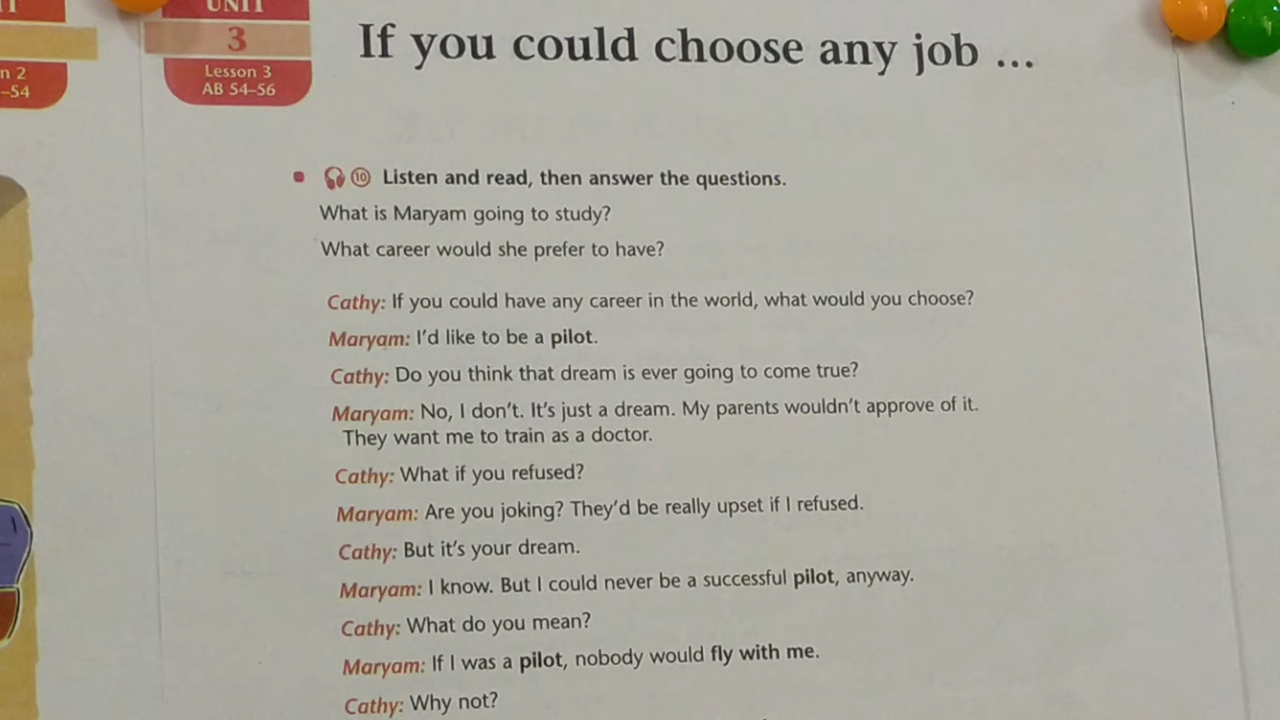 UNIT
3
Lesson 3
AB 54–56
n 2
–54
If you could choose any job ...
10 Listen and read, then answer the questions.
What is Maryam going to study?
What career would she prefer to have?
Cathy: If you could have any career in the world, what would you choose?
Maryam: I'd like to be a pilot.
Cathy: Do you think that dream is ever going to come true?
Maryam: No, I don't. It's just a dream. My parents wouldn't approve of it.
They want me to train as a doctor.
Cathy: What if you refused?
Maryam: Are you joking? They'd be really upset if I refused.
Cathy: But it's your dream.
Maryam: I know. But I could never be a successful pilot, anyway.
Cathy: What do you mean?
Maryam: If I was a pilot, nobody would fly with me.
Cathy: Why not?